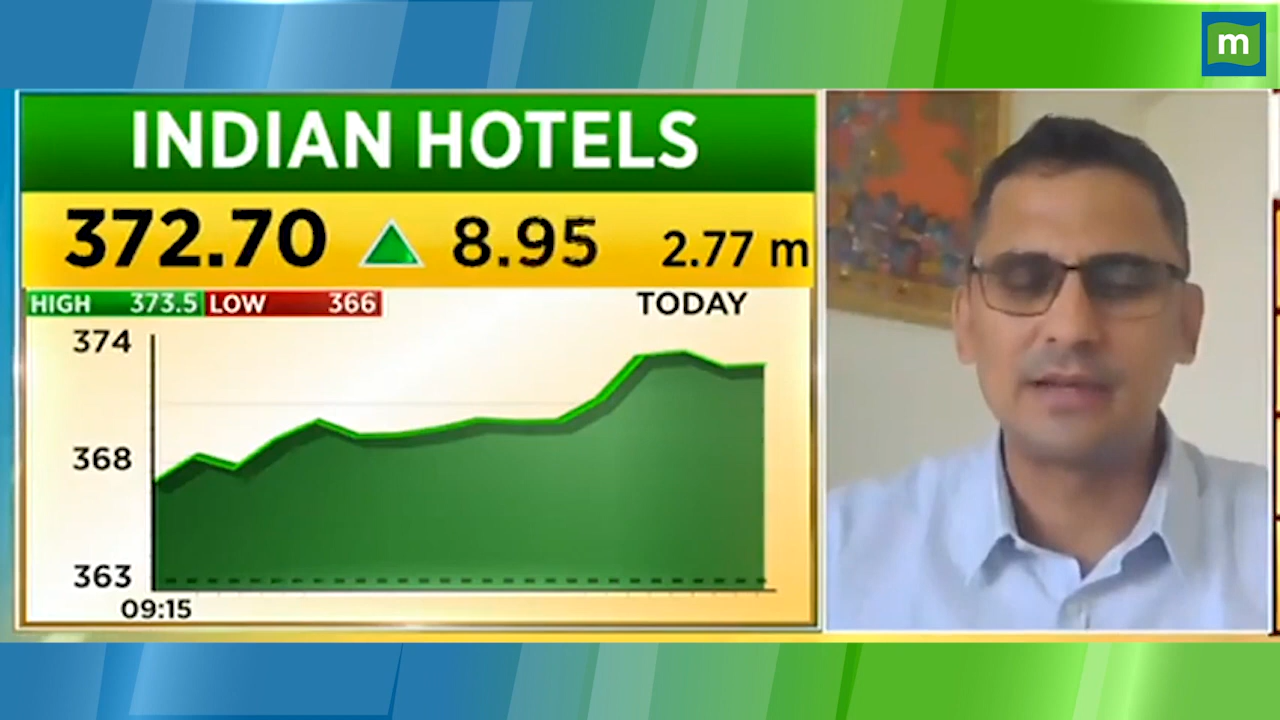 m
INDIAN HOTELS
372.70 8.95 2.77 m
HIGH 373.5 LOW 366 TODAY
374
368
363
09:15